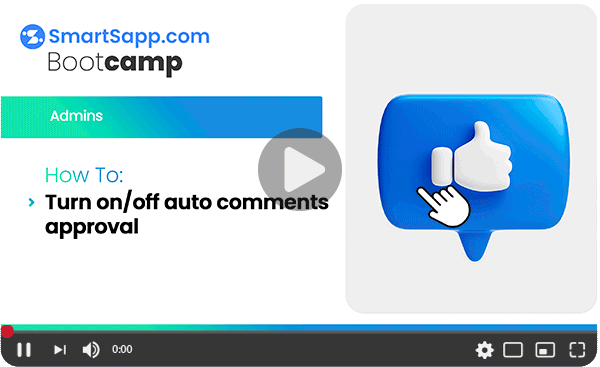 SmartSapp.com
Bootcamp
Admins
How To:
Turn on/off auto comments
approval
0:00